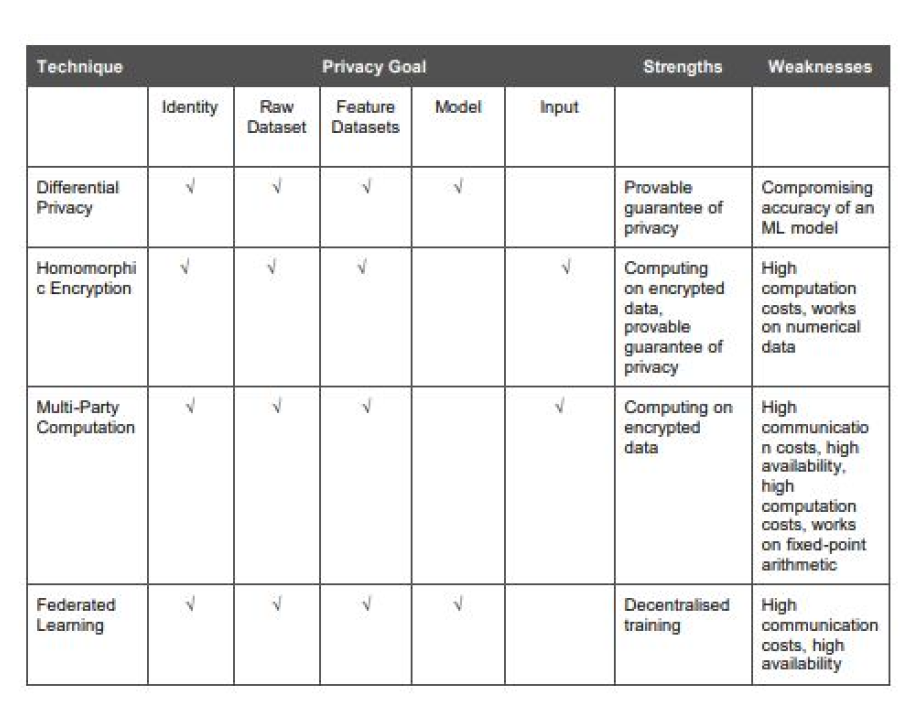 Technique Privacy Goal Strengths Weaknesses
Identity Raw Dataset Feature Datasets Model Input
Differential Privacy √ √ √ √ Provable guarantee of privacy Compromising accuracy of an ML model
Homomorphi c Encryption √ √ √ √ Computing on encrypted data, provable guarantee of privacy High computation costs, works on numerical data
Multi-Party Computation √ √ √ √ Computing on encrypted data High communicatio n costs, high availability, high computation costs, works on fixed-point arithmetic
Federated Learning √ √ √ √ Decentralised training High communication costs, high availability